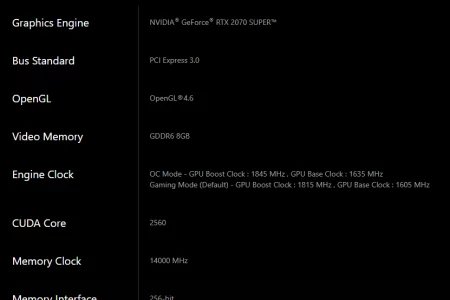 Graphics Engine
NVIDIA® GeForce® RTX 2070 SUPER™
Bus Standard
PCI Express 3.0
OpenGL
OpenGL®4.6
Video Memory
GDDR6 8GB
Engine Clock
OC Mode - GPU Boost Clock : 1845 MHz , GPU Base Clock : 1635 MHz
Gaming Mode (Default) - GPU Boost Clock : 1815 MHz , GPU Base Clock : 1605 MHz
CUDA Core
2560
Memory Clock
14000 MHz
Memory Interface
256-bit